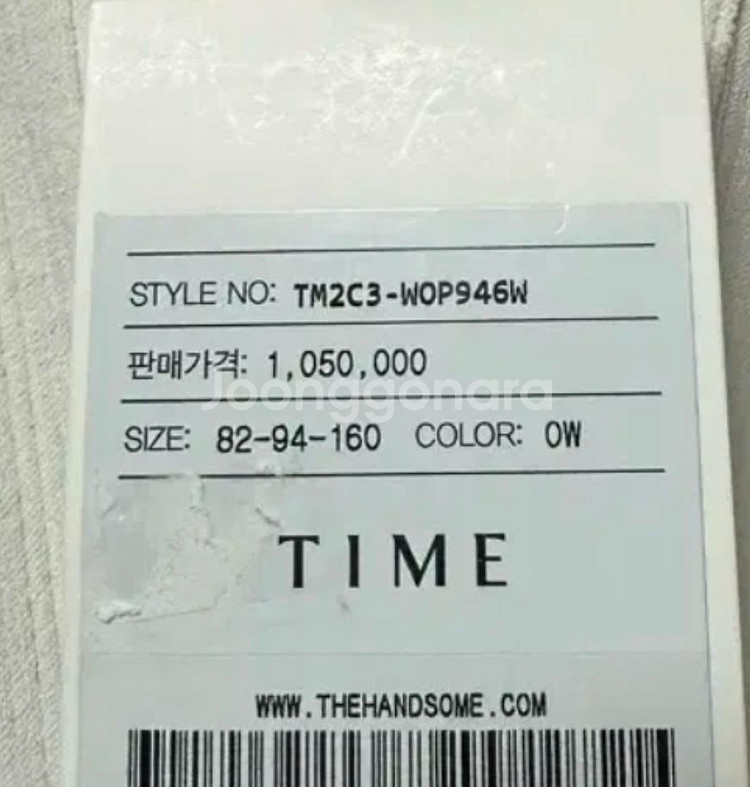 STYLE NO: TM2C3-WOP946W
판매가격: 1,050,000
Joonggonara
SIZE: 82-94-160 COLOR: OW
TIME
WWW.THEHANDSOME.COM